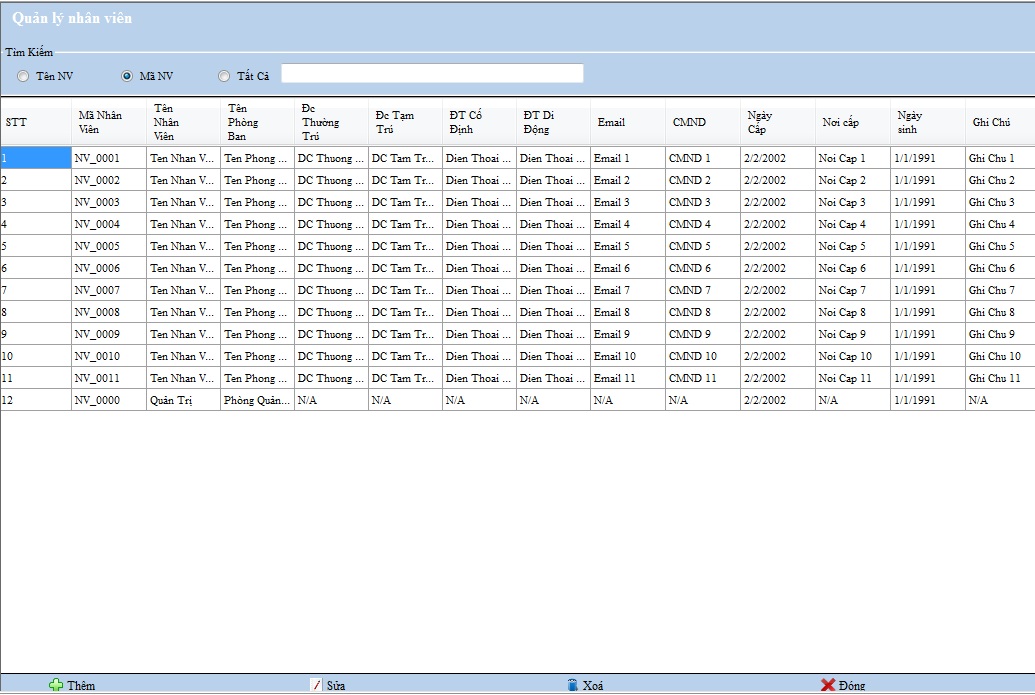 Quản lý nhân viên
Tìm Kiếm
Tên NV Mã NV Tất Cả
STT Mã Nhân Viên Tên Nhân Viên Tên Phòng Ban Đc Thường Trú Đc Tạm Trú ĐT Cố Định ĐT Di Động Email CMND Ngày Cấp Nơi cấp Ngày sinh Ghi Chú
1 NV_0001 Ten Nhan V... Ten Phong ... DC Thuong ... DC Tam Tr... Dien Thoai ... Dien Thoai ... Email 1 CMND 1 2/2/2002 Noi Cap 1 1/1/1991 Ghi Chu 1
2 NV_0002 Ten Nhan V... Ten Phong ... DC Thuong ... DC Tam Tr... Dien Thoai ... Dien Thoai ... Email 2 CMND 2 2/2/2002 Noi Cap 2 1/1/1991 Ghi Chu 2
3 NV_0003 Ten Nhan V... Ten Phong ... DC Thuong ... DC Tam Tr... Dien Thoai ... Dien Thoai ... Email 3 CMND 3 2/2/2002 Noi Cap 3 1/1/1991 Ghi Chu 3
4 NV_0004 Ten Nhan V... Ten Phong ... DC Thuong ... DC Tam Tr... Dien Thoai ... Dien Thoai ... Email 4 CMND 4 2/2/2002 Noi Cap 4 1/1/1991 Ghi Chu 4
5 NV_0005 Ten Nhan V... Ten Phong ... DC Thuong ... DC Tam Tr... Dien Thoai ... Dien Thoai ... Email 5 CMND 5 2/2/2002 Noi Cap 5 1/1/1991 Ghi Chu 5
6 NV_0006 Ten Nhan V... Ten Phong ... DC Thuong ... DC Tam Tr... Dien Thoai ... Dien Thoai ... Email 6 CMND 6 2/2/2002 Noi Cap 6 1/1/1991 Ghi Chu 6
7 NV_0007 Ten Nhan V... Ten Phong ... DC Thuong ... DC Tam Tr... Dien Thoai ... Dien Thoai ... Email 7 CMND 7 2/2/2002 Noi Cap 7 1/1/1991 Ghi Chu 7
8 NV_0008 Ten Nhan V... Ten Phong ... DC Thuong ... DC Tam Tr... Dien Thoai ... Dien Thoai ... Email 8 CMND 8 2/2/2002 Noi Cap 8 1/1/1991 Ghi Chu 8
9 NV_0009 Ten Nhan V... Ten Phong ... DC Thuong ... DC Tam Tr... Dien Thoai ... Dien Thoai ... Email 9 CMND 9 2/2/2002 Noi Cap 9 1/1/1991 Ghi Chu 9
10 NV_0010 Ten Nhan V... Ten Phong ... DC Thuong ... DC Tam Tr... Dien Thoai ... Dien Thoai ... Email 10 CMND 10 2/2/2002 Noi Cap 10 1/1/1991 Ghi Chu 10
11 NV_0011 Ten Nhan V... Ten Phong ... DC Thuong ... DC Tam Tr... Dien Thoai ... Dien Thoai ... Email 11 CMND 11 2/2/2002 Noi Cap 11 1/1/1991 Ghi Chu 11
12 NV_0000 Quản Trị Phòng Quản... N/A N/A N/A N/A N/A N/A 2/2/2002 N/A 1/1/1991 N/A
Thêm Sửa Xoá Đóng